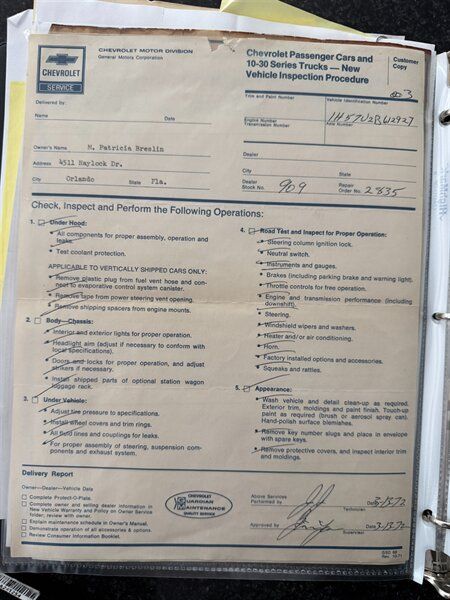 CHEVROLET
SERVICE
CHEVROLET MOTOR DIVISION
General Motors Corporation
Chevrolet Passenger Cars and
10-30 Series Trucks — New
Vehicle Inspection Procedure
Customer
Copy
Delivered by:
Name
Date
Trim and Paint Number
Vehicle Identification Number
Engine Number
Transmission Number
Axle Number
Owner's Name M. Patricia Breslin
Address 4511 Haylock Dr.
City Orlando State Fla.
Dealer
City
State
Dealer
Stock No. 909
Repair
Order No. 2835
Check, Inspect and Perform the Following Operations:
1. Under Hood:
All components for proper assembly, operation and
leaks.
Test coolant protection.
APPLICABLE TO VERTICALLY SHIPPED CARS ONLY:
Remove plastic plug from fuel vent hose and con-
nect to evaporative control system canister.
Remove tape from power steering vent opening.
Remove shipping spacers from engine mounts.
2. Body - Chassis:
Interior and exterior lights for proper operation.
Headlight aim (adjust if necessary to conform with
local specifications).
Doors and locks for proper operation, and adjust
strikers if necessary.
Install shipped parts of optional station wagon
luggage rack.
3. Under Vehicle:
Adjust tire pressure to specifications.
Install wheel covers and trim rings.
All fluid lines and couplings for leaks.
For proper assembly of steering, suspension compo-
nents and exhaust system.
4. Road Test and Inspect for Proper Operation:
Steering column ignition lock.
Neutral switch.
Instruments and gauges.
Brakes (including parking brake and warning light).
Throttle controls for free operation.
Engine and transmission performance (including
downshift).
Steering.
Windshield wipers and washers.
Heater and/or air conditioning.
Horn.
Factory installed options and accessories.
Squeaks and rattles.
5. Appearance:
Wash vehicle and detail clean-up as required.
Exterior trim, moldings and paint finish. Touch-up
paint as required (brush or aerosol spray can).
Hand-polish surface blemishes.
Remove key number slugs and place in envelope
with spare keys.
Remove protective covers, and inspect interior trim
and moldings.
Delivery Report
Owner—Dealer—Vehicle Data
Complete Protect-O-Plate.
Complete owner and selling dealer information in
New Vehicle Warranty and Policy on Owner Service
folder, review with owner.
Explain maintenance schedule in Owner's Manual.
Demonstrate operation of all accessories & options.
Review Consumer Information Booklet.
CHEVROLET
GUARDIAN
MAINTENANCE
QUALITY SERVICE
Above Services
Performed by
Technician
Date 3-13-72
Approved by
Supervisor
Date 3-13-72
GSD 98
Rev. 10-71